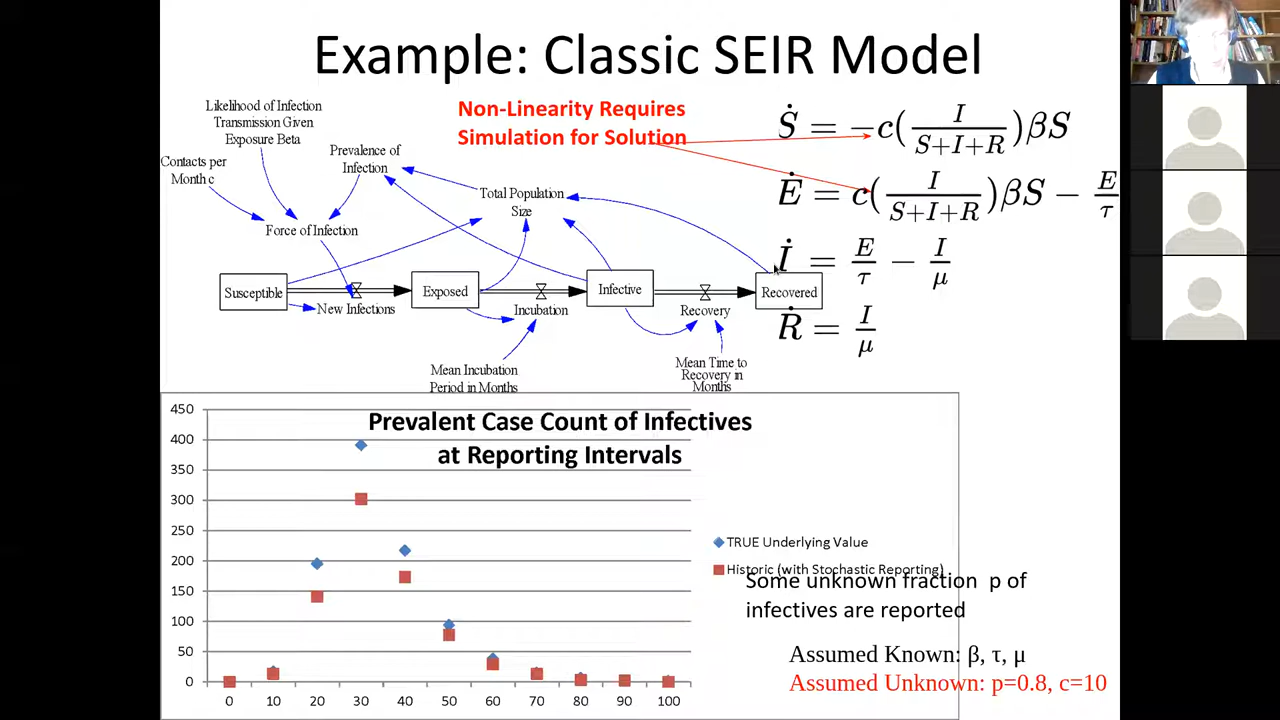 Example: Classic SEIR Model
Likelihood of Infection
Transmission Given
Exposure Beta
Contacts per
Month c
Prevalence of
Infection
Non-Linearity Requires
Simulation for Solution
Total Population
Size
Force of Infection
Susceptible
New Infections
Exposed
Incubation
Infective
Recovery
Recovered
Mean Incubation
Period in Months
Mean Time to
Recovery in
Months
Ṡ = −c(I/(S+I+R))βS
Ė = c(I/(S+I+R))βS − E/τ
İ = E/τ − I/μ
Ṙ = I/μ
Prevalent Case Count of Infectives
at Reporting Intervals
450
400
350
300
250
200
150
100
50
0
0 10 20 30 40 50 60 70 80 90 100
TRUE Underlying Value
Historic (with Stochastic Reporting)
Some unknown fraction p of
infectives are reported
Assumed Known: β, τ, μ
Assumed Unknown: p=0.8, c=10